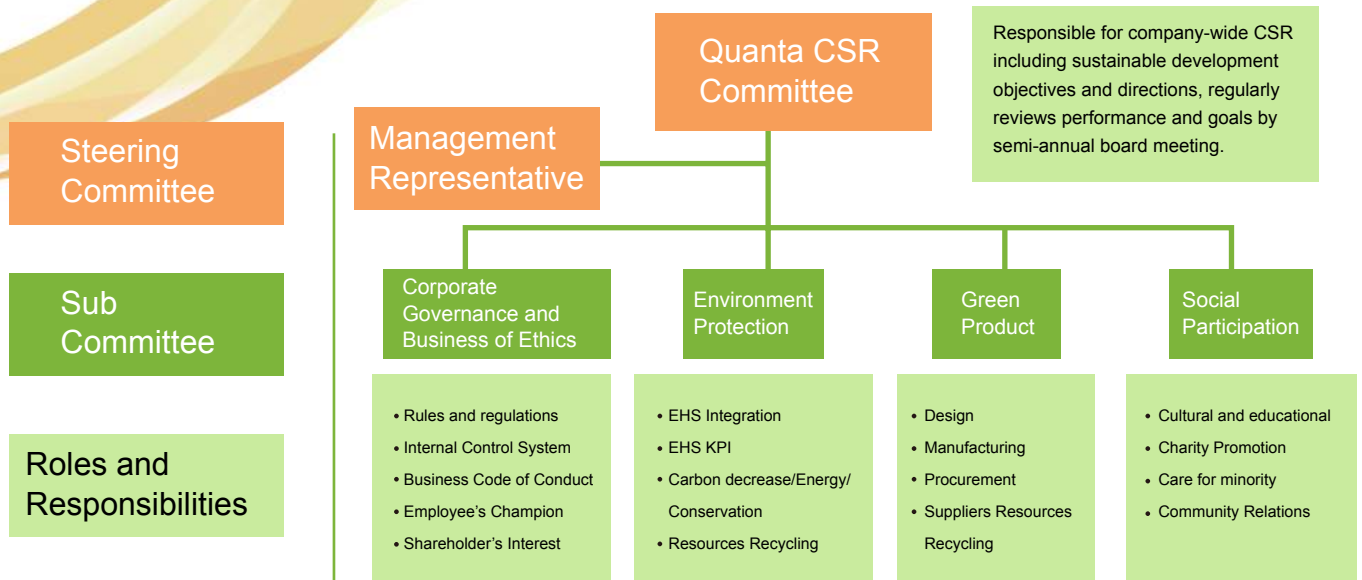 Quanta CSR
Committee
Responsible for company-wide CSR
including sustainable development
objectives and directions, regularly
reviews performance and goals by
semi-annual board meeting.
Steering
Committee
Management
Representative
Sub
Committee
Corporate
Governance and
Business of Ethics
Environment
Protection
Green
Product
Social
Participation
Roles and
Responsibilities
• Rules and regulations
• Internal Control System
• Business Code of Conduct
• Employee’s Champion
• Shareholder’s Interest
• EHS Integration
• EHS KPI
• Carbon decrease/Energy/
Conservation
• Resources Recycling
• Design
• Manufacturing
• Procurement
• Suppliers Resources
Recycling
• Cultural and educational
• Charity Promotion
• Care for minority
• Community Relations